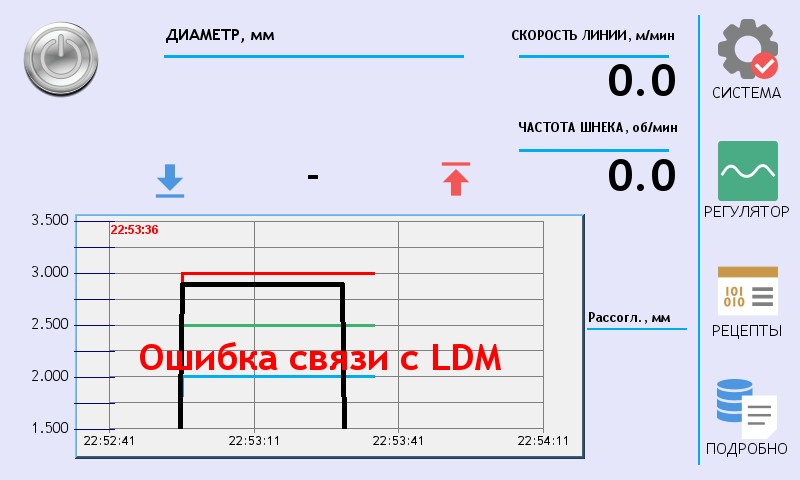 ДИАМЕТР, мм
СКОРОСТЬ ЛИНИИ, м/мин
0.0
СИСТЕМА
ЧАСТОТА ШНЕКА, об/мин
0.0
-
РЕГУЛЯТОР
3.500
22:53:36
3.000
101
010
Рассогл., мм
2.500
РЕЦЕПТЫ
Ошибка связи с LDM
2.000
1.500
22:52:41 22:53:11 22:53:41 22:54:11
ПОДРОБНО